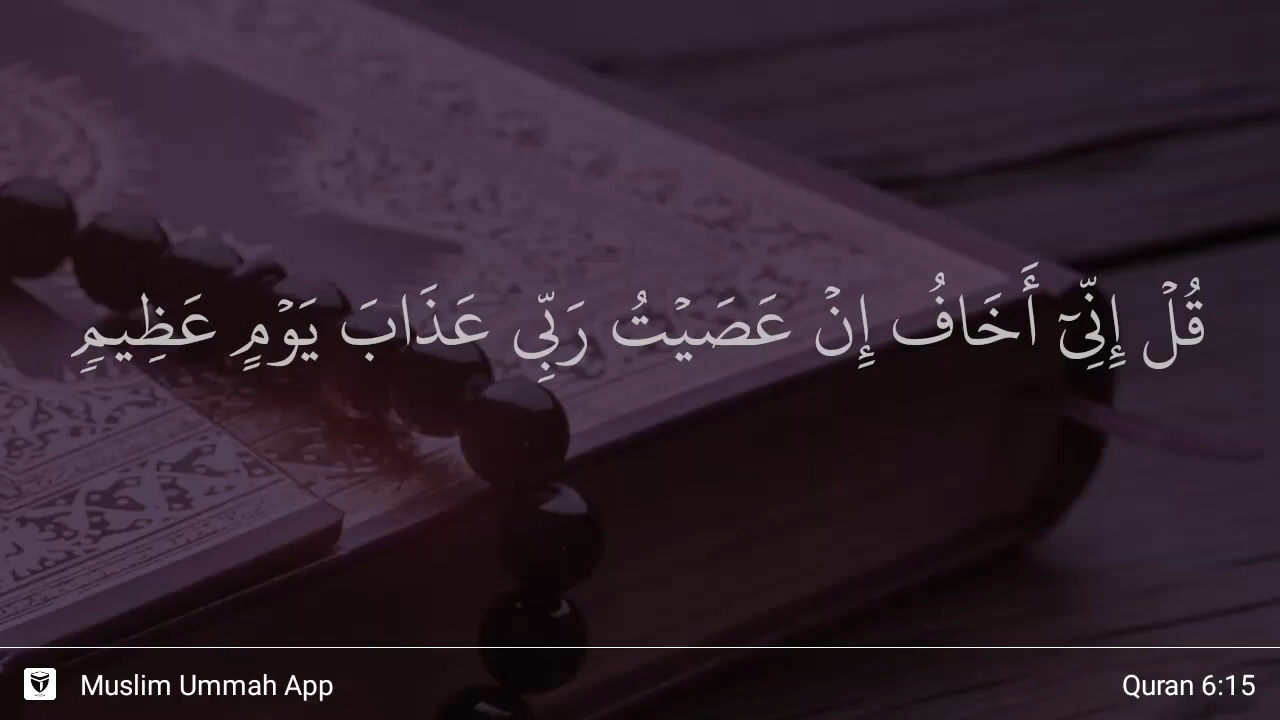 قُلْ إِنِّىٓ أَخَافُ إِنْ عَصَيْتُ رَبِّى عَذَابَ يَوْمٍ عَظِيمٍ
Muslim Ummah App
Quran 6:15